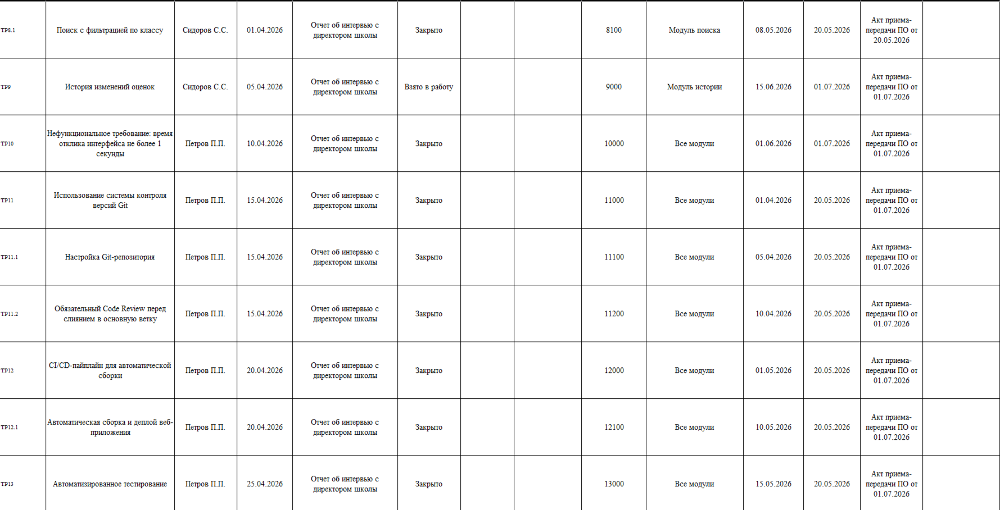 ТР8.1
Поиск с фильтрацией по классу
Сидоров С.С.
01.04.2026
Отчет об интервью с
директором школы
Закрыто
8100
Модуль поиска
08.05.2026
20.05.2026
Акт приема-
передачи ПО от
20.05.2026
ТР9
История изменений оценок
Сидоров С.С.
05.04.2026
Отчет об интервью с
директором школы
Взято в работу
9000
Модуль истории
15.06.2026
01.07.2026
Акт приема-
передачи ПО от
01.07.2026
ТР10
Нефункциональное требование: время
отклика интерфейса не более 1
секунды
Петров П.П.
10.04.2026
Отчет об интервью с
директором школы
Закрыто
10000
Все модули
01.06.2026
01.07.2026
Акт приема-
передачи ПО от
01.07.2026
ТР11
Использование системы контроля
версий Git
Петров П.П.
15.04.2026
Отчет об интервью с
директором школы
Закрыто
11000
Все модули
01.04.2026
20.05.2026
Акт приема-
передачи ПО от
01.07.2026
ТР11.1
Настройка Git-репозитория
Петров П.П.
15.04.2026
Отчет об интервью с
директором школы
Закрыто
11100
Все модули
05.04.2026
20.05.2026
Акт приема-
передачи ПО от
01.07.2026
ТР11.2
Обязательный Code Review перед
слиянием в основную ветку
Петров П.П.
15.04.2026
Отчет об интервью с
директором школы
Закрыто
11200
Все модули
10.04.2026
20.05.2026
Акт приема-
передачи ПО от
01.07.2026
ТР12
CI/CD-пайплайн для автоматической
сборки
Петров П.П.
20.04.2026
Отчет об интервью с
директором школы
Закрыто
12000
Все модули
01.05.2026
20.05.2026
Акт приема-
передачи ПО от
01.07.2026
ТР12.1
Автоматическая сборка и деплой веб-
приложения
Петров П.П.
20.04.2026
Отчет об интервью с
директором школы
Закрыто
12100
Все модули
10.05.2026
20.05.2026
Акт приема-
передачи ПО от
01.07.2026
ТР13
Автоматизированное тестирование
Петров П.П.
25.04.2026
Отчет об интервью с
директором школы
Закрыто
13000
Все модули
15.05.2026
20.05.2026
Акт приема-
передачи ПО от
01.07.2026